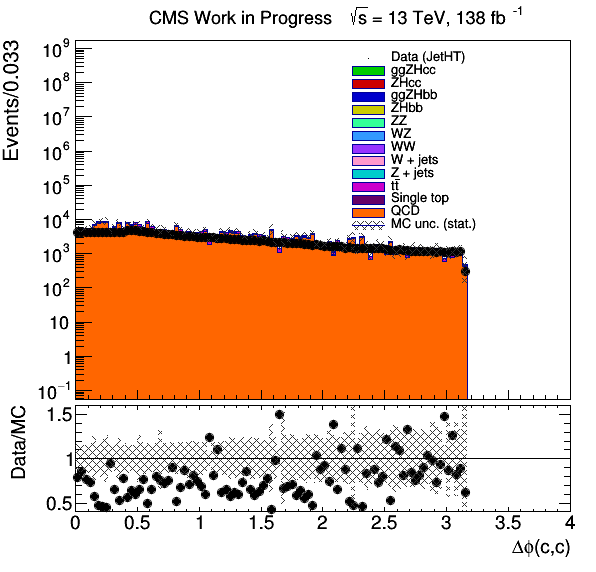 CMS Work in Progress √s = 13 TeV, 138 fb⁻¹
Events/0.033
10⁹
10⁸
10⁷
10⁶
10⁵
10⁴
10³
10²
10
1
10⁻¹
Data (JetHT)
ggZHcc
ZHcc
ggZHbb
ZHbb
ZZ
WZ
WW
W + jets
Z + jets
tt̄
Single top
QCD
MC unc. (stat.)
Data/MC
1.5
1
0.5
0 0.5 1 1.5 2 2.5 3 3.5 4
Δϕ(c,c)